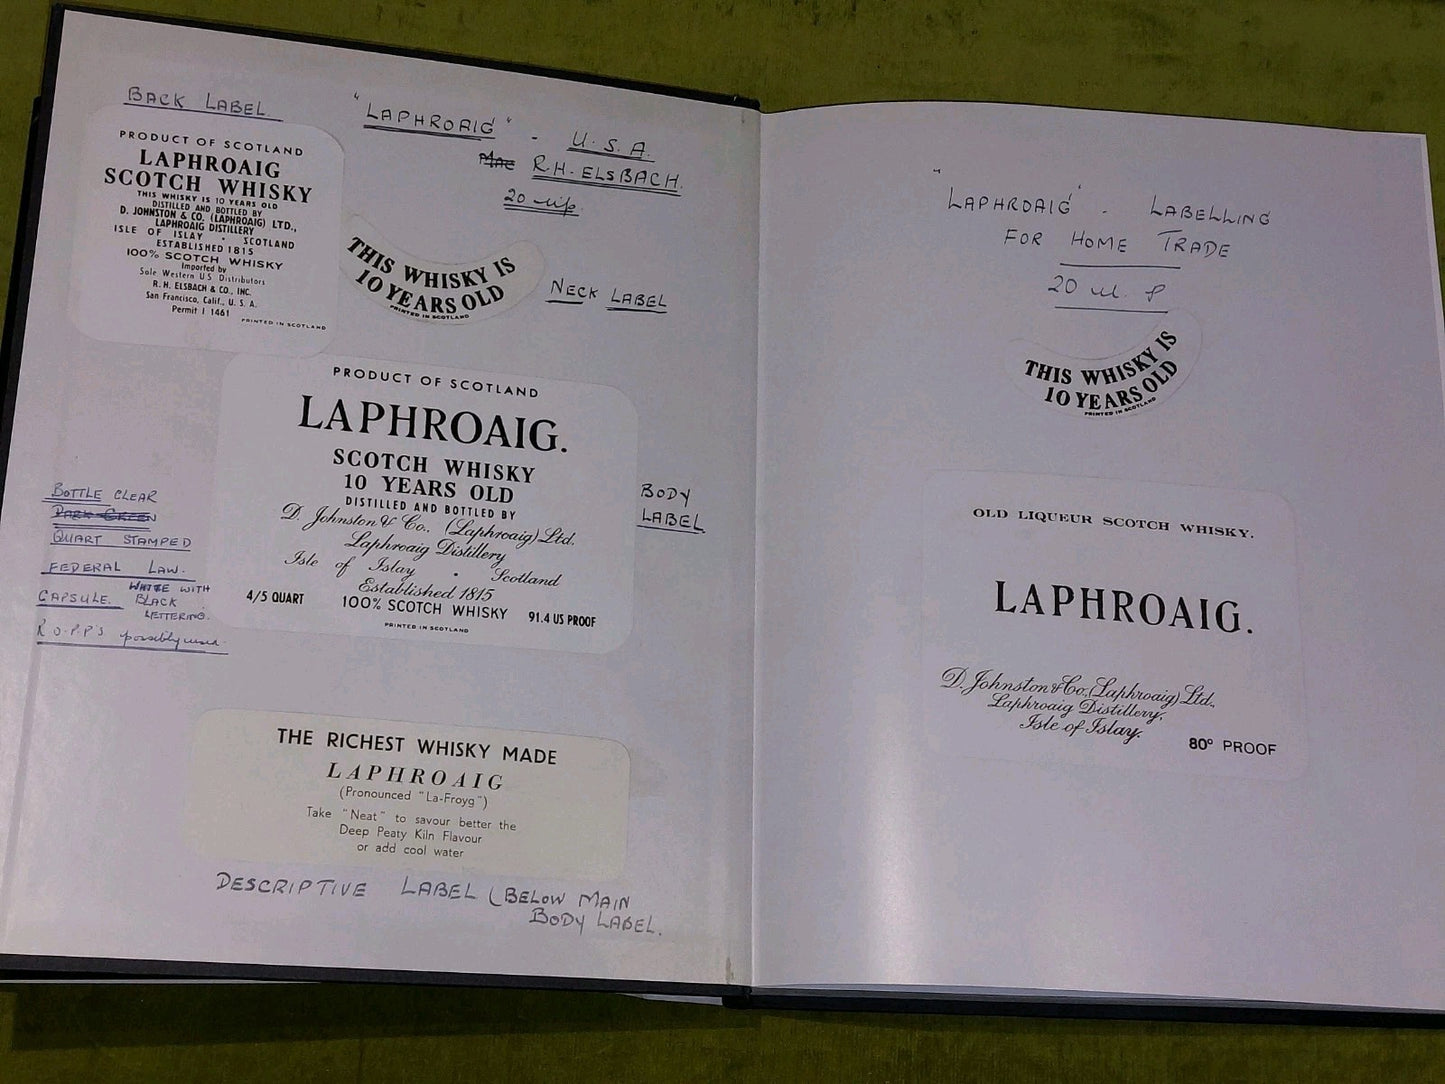 BACK LABEL
"LAPHROAIG" - U.S.A.
R.H. ELSBACH.
20
PRODUCT OF SCOTLAND
LAPHROAIG
SCOTCH WHISKY
THIS WHISKY IS 10 YEARS OLD
DISTILLED AND BOTTLED BY
D. JOHNSTON & CO. (LAPHROAIG) LTD.,
LAPHROAIG DISTILLERY
ISLE OF ISLAY • SCOTLAND
ESTABLISHED 1815
100% SCOTCH WHISKY
Imported by
Sole Western U.S. Distributors
R. H. ELSBACH & CO., INC.
San Francisco, Calif., U. S. A.
Permit I 1461
PRINTED IN SCOTLAND
THIS WHISKY IS
10 YEARS OLD
PRINTED IN SCOTLAND
NECK LABEL
PRODUCT OF SCOTLAND
LAPHROAIG.
SCOTCH WHISKY
10 YEARS OLD
DISTILLED AND BOTTLED BY
D. Johnston & Co. (Laphroaig) Ltd.
Laphroaig Distillery
Isle of Islay • Scotland
Established 1815
4/5 QUART 100% SCOTCH WHISKY 91.4 US PROOF
PRINTED IN SCOTLAND
BODY
LABEL
BOTTLE CLEAR
DARK GREEN
QUART STAMPED
FEDERAL LAW.
WHITE WITH
CAPSULE. BLACK
LETTERING.
R.O.P.P'S possibly used.
THE RICHEST WHISKY MADE
LAPHROAIG
(Pronounced "La-Froyg")
Take "Neat" to savour better the
Deep Peaty Kiln Flavour
or add cool water
DESCRIPTIVE LABEL (BELOW MAIN
BODY LABEL.
"LAPHROAIG" - LABELLING
FOR HOME TRADE
20
THIS WHISKY IS
10 YEARS OLD
PRINTED IN SCOTLAND
OLD LIQUEUR SCOTCH WHISKY.
LAPHROAIG.
D. Johnston & Co., (Laphroaig) Ltd.,
Laphroaig Distillery,
Isle of Islay.
80° PROOF